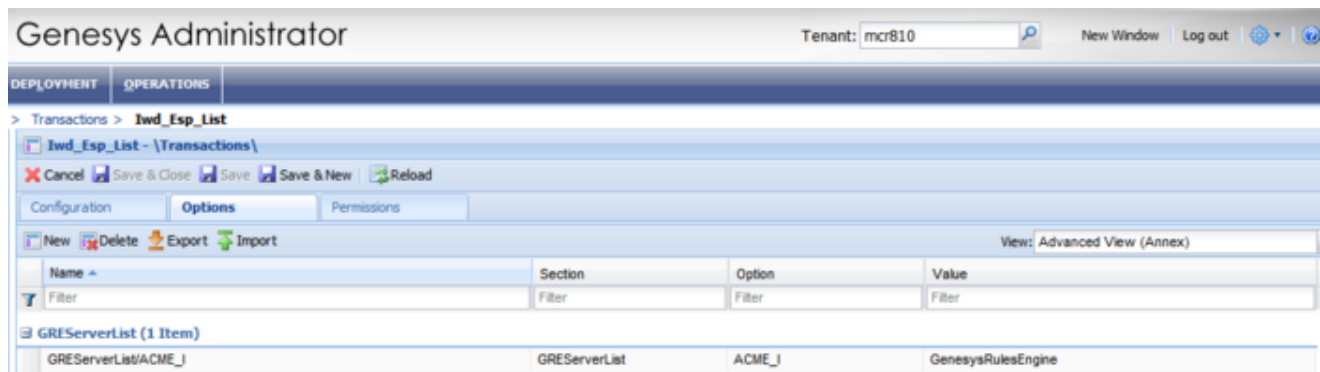 Genesys Administrator Tenant: mcr810 New Window Log out
DEPLOYMENT OPERATIONS
> Transactions > Iwd_Esp_List
Iwd_Esp_List - \Transactions\
Cancel Save & Close Save Save & New Reload
Configuration Options Permissions
New Delete Export Import View: Advanced View (Annex)
Name Section Option Value
Filter Filter Filter Filter
GREServerList (1 Item)
GREServerList/ACME_I GREServerList ACME_I GenesysRulesEngine